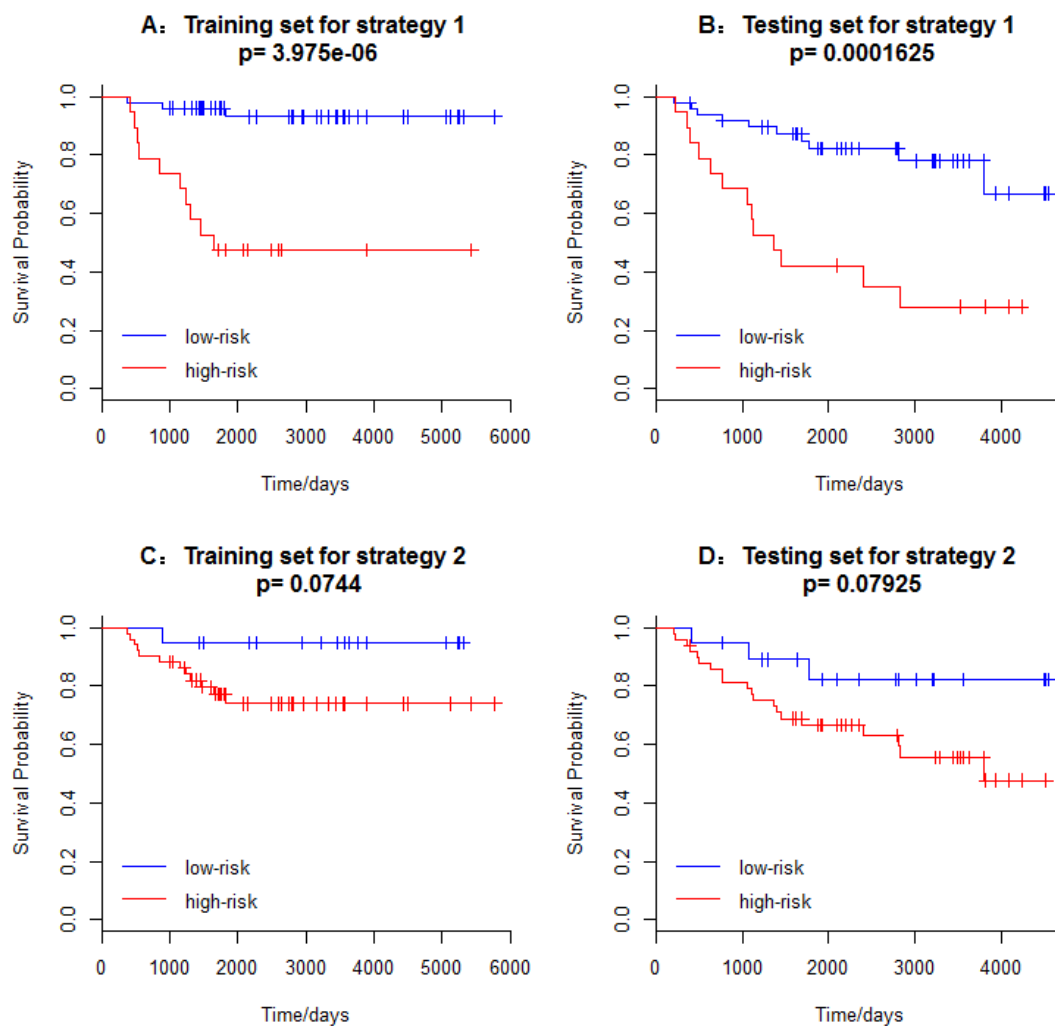 A： Training set for strategy 1
p= 3.975e-06
Survival Probability
1.0
0.8
0.6
0.4
0.2
0.0
low-risk
high-risk
0 1000 2000 3000 4000 5000 6000
Time/days
B： Testing set for strategy 1
p= 0.0001625
Survival Probability
1.0
0.8
0.6
0.4
0.2
0.0
low-risk
high-risk
0 1000 2000 3000 4000
Time/days
C： Training set for strategy 2
p= 0.0744
Survival Probability
1.0
0.8
0.6
0.4
0.2
0.0
low-risk
high-risk
0 1000 2000 3000 4000 5000 6000
Time/days
D： Testing set for strategy 2
p= 0.07925
Survival Probability
1.0
0.8
0.6
0.4
0.2
0.0
low-risk
high-risk
0 1000 2000 3000 4000
Time/days